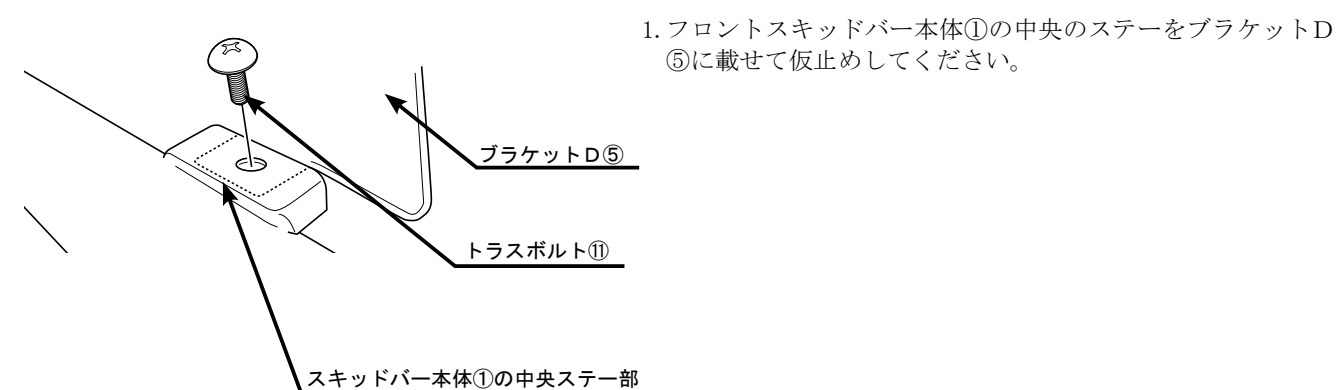 1. フロントスキッドバー本体①の中央のステーをブラケットD
⑤に載せて仮止めしてください。
ブラケットD⑤
トラスボルト⑪
スキッドバー本体①の中央ステー部